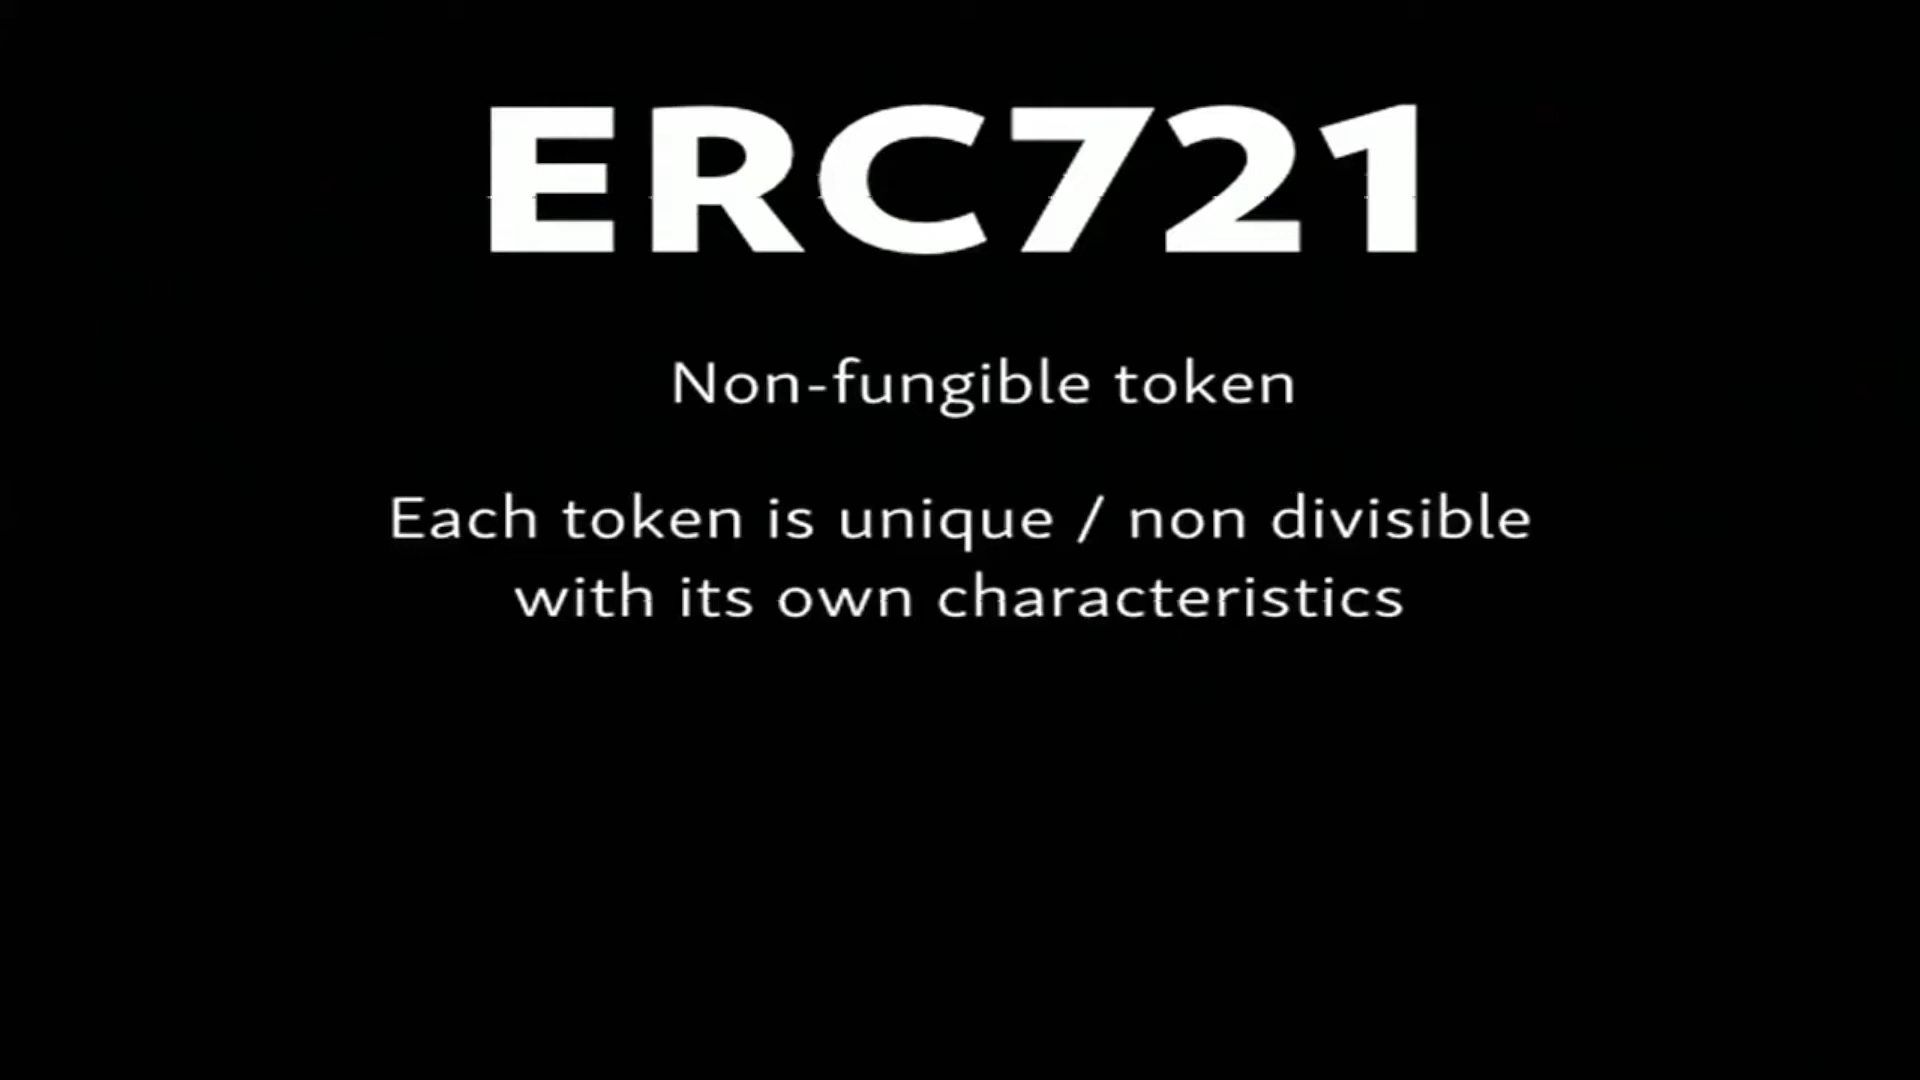 ERC721
Non-fungible token
Each token is unique / non divisible
with its own characteristics